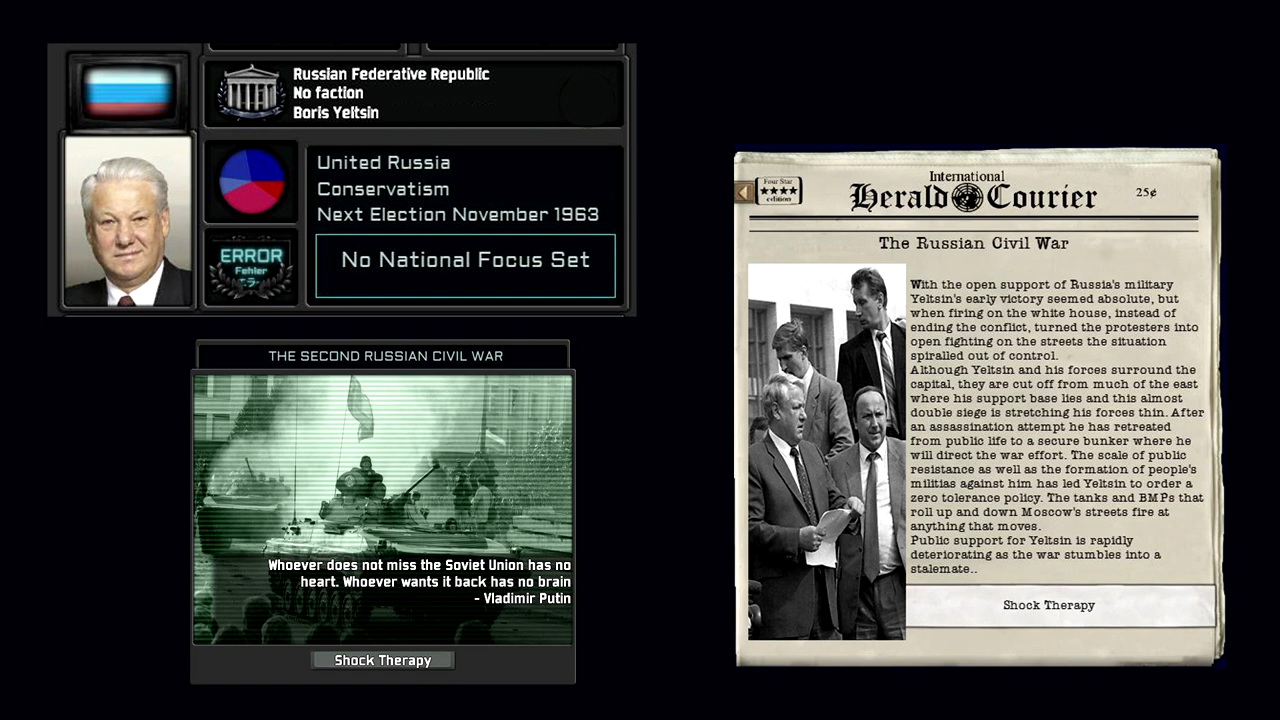 Russian Federative Republic
No faction
Boris Yeltsin
United Russia
Conservatism
Next Election November 1963
ERROR
Fehler
エラー
No National Focus Set
THE SECOND RUSSIAN CIVIL WAR
Whoever does not miss the Soviet Union has no
heart. Whoever wants it back has no brain
- Vladimir Putin
Shock Therapy
Four Star
★★★★
edition
International
Herald Courier
25¢
The Russian Civil War
With the open support of Russia's military
Yeltsin's early victory seemed absolute, but
when firing on the white house, instead of
ending the conflict, turned the protesters into
open fighting on the streets the situation
spiralled out of control.
Although Yeltsin and his forces surround the
capital, they are cut off from much of the east
where his support base lies and this almost
double siege is stretching his forces thin. After
an assassination attempt he has retreated
from public life to a secure bunker where he
will direct the war effort. The scale of public
resistance as well as the formation of people's
militias against him has led Yeltsin to order a
zero tolerance policy. The tanks and BMPs that
roll up and down Moscow's streets fire at
anything that moves.
Public support for Yeltsin is rapidly
deteriorating as the war stumbles into a
stalemate..
Shock Therapy